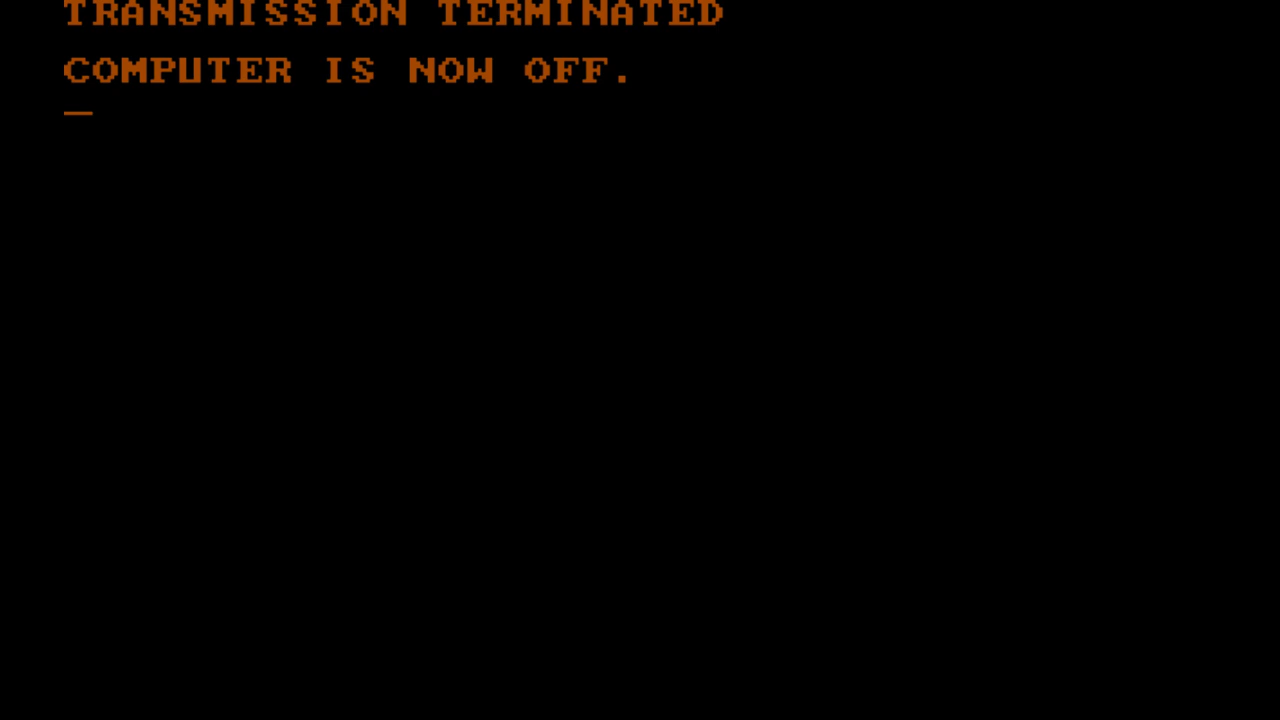 TRANSMISSION TERMINATED
COMPUTER IS NOW OFF.
_